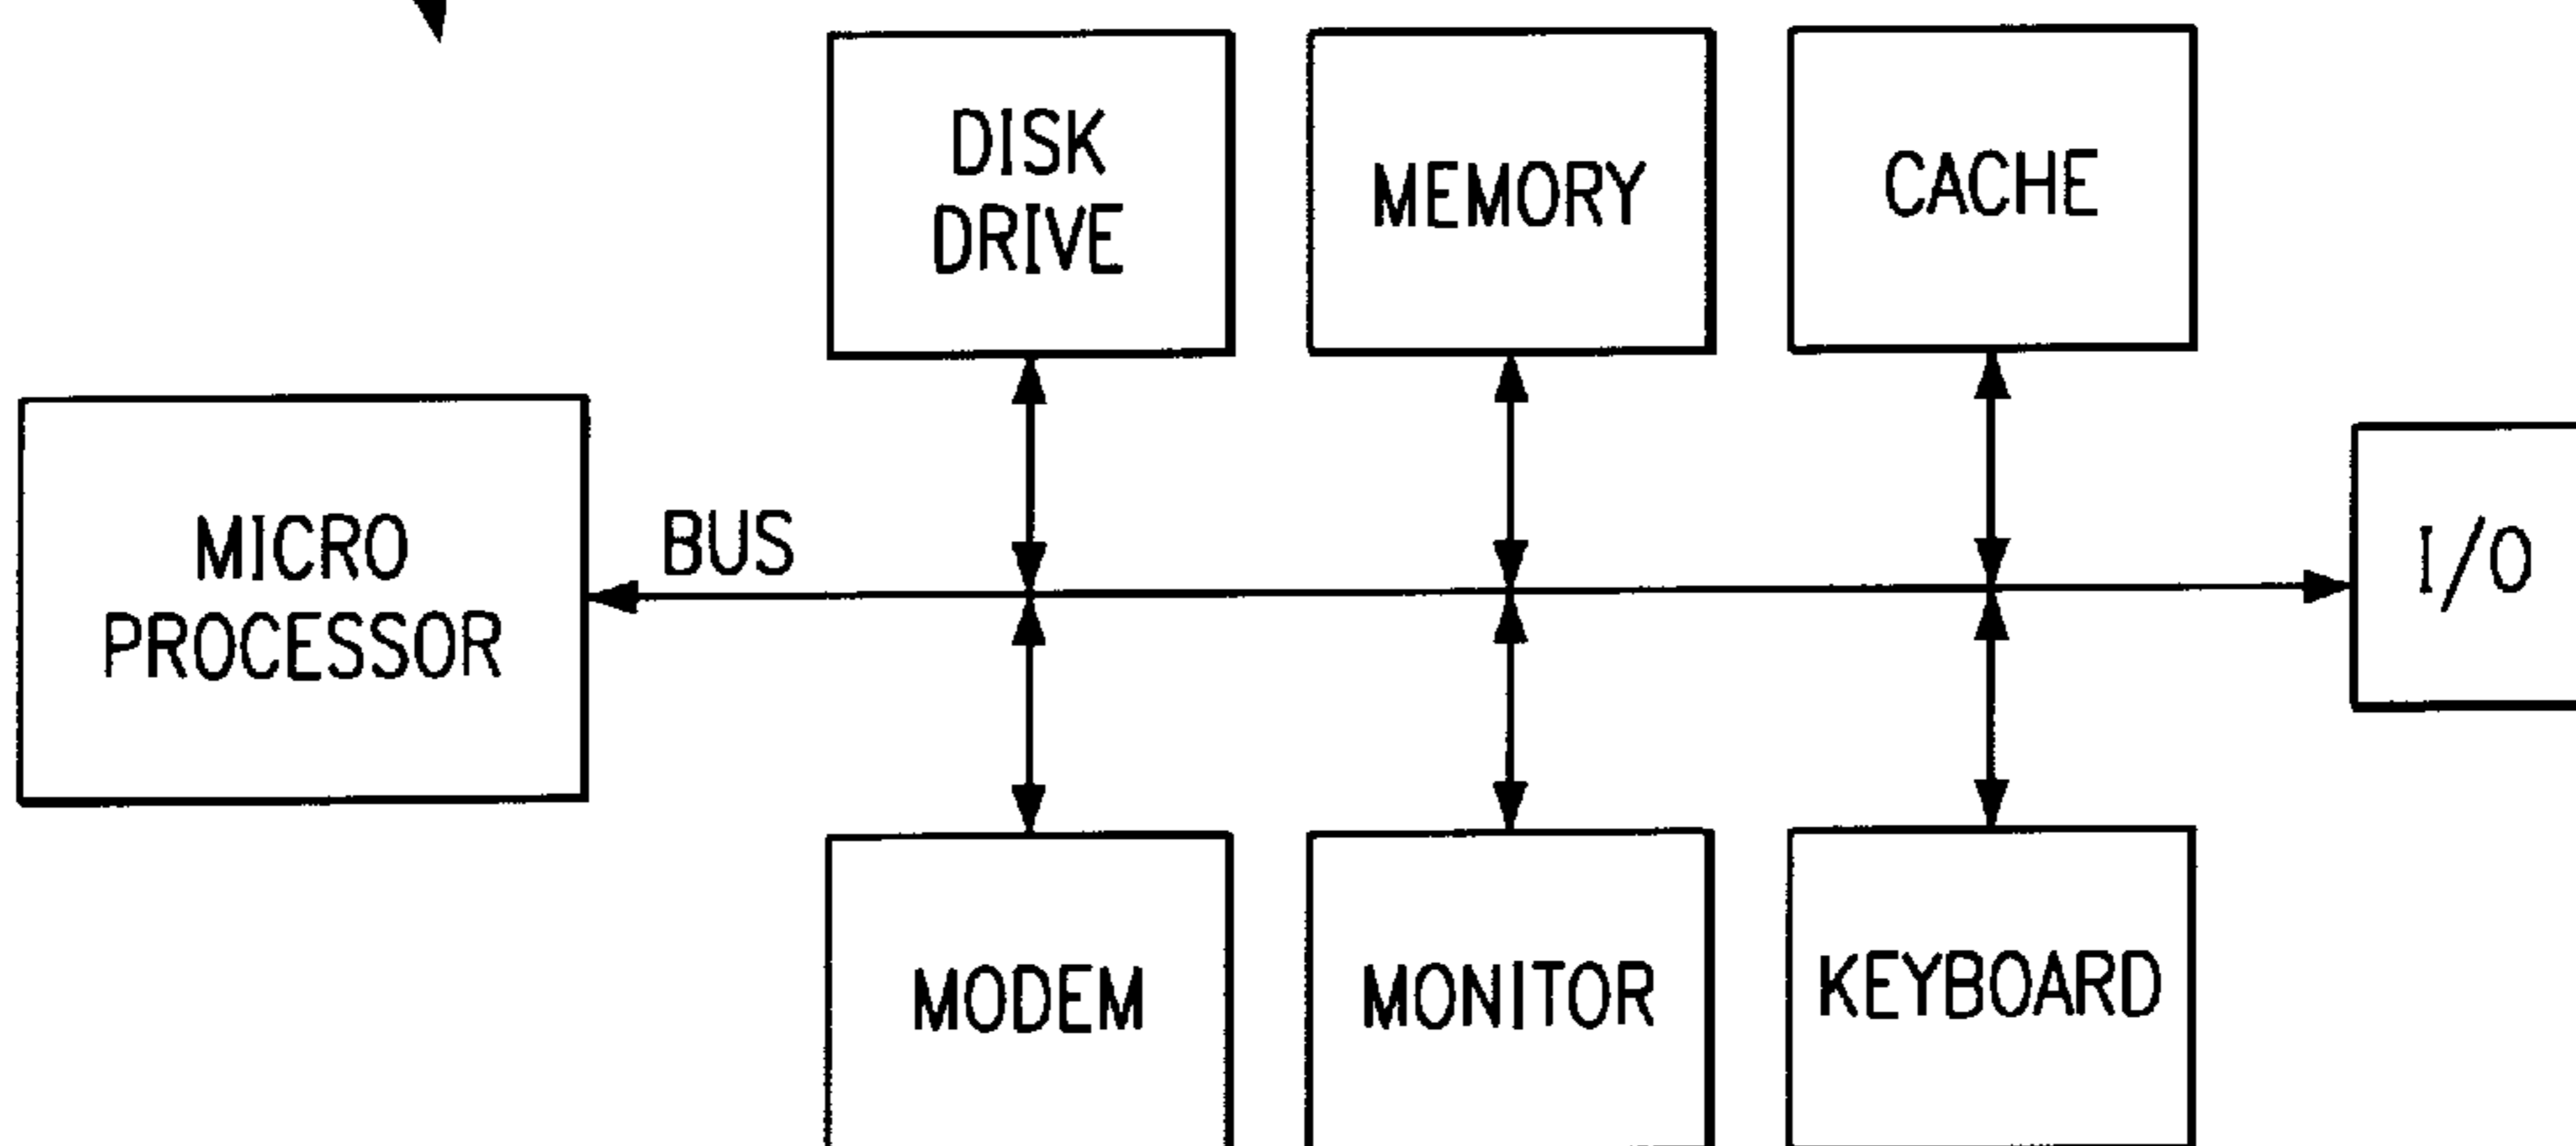 DISK
DRIVE
MEMORY
CACHE
MICRO
PROCESSOR
BUS
I/O
MODEM
MONITOR
KEYBOARD